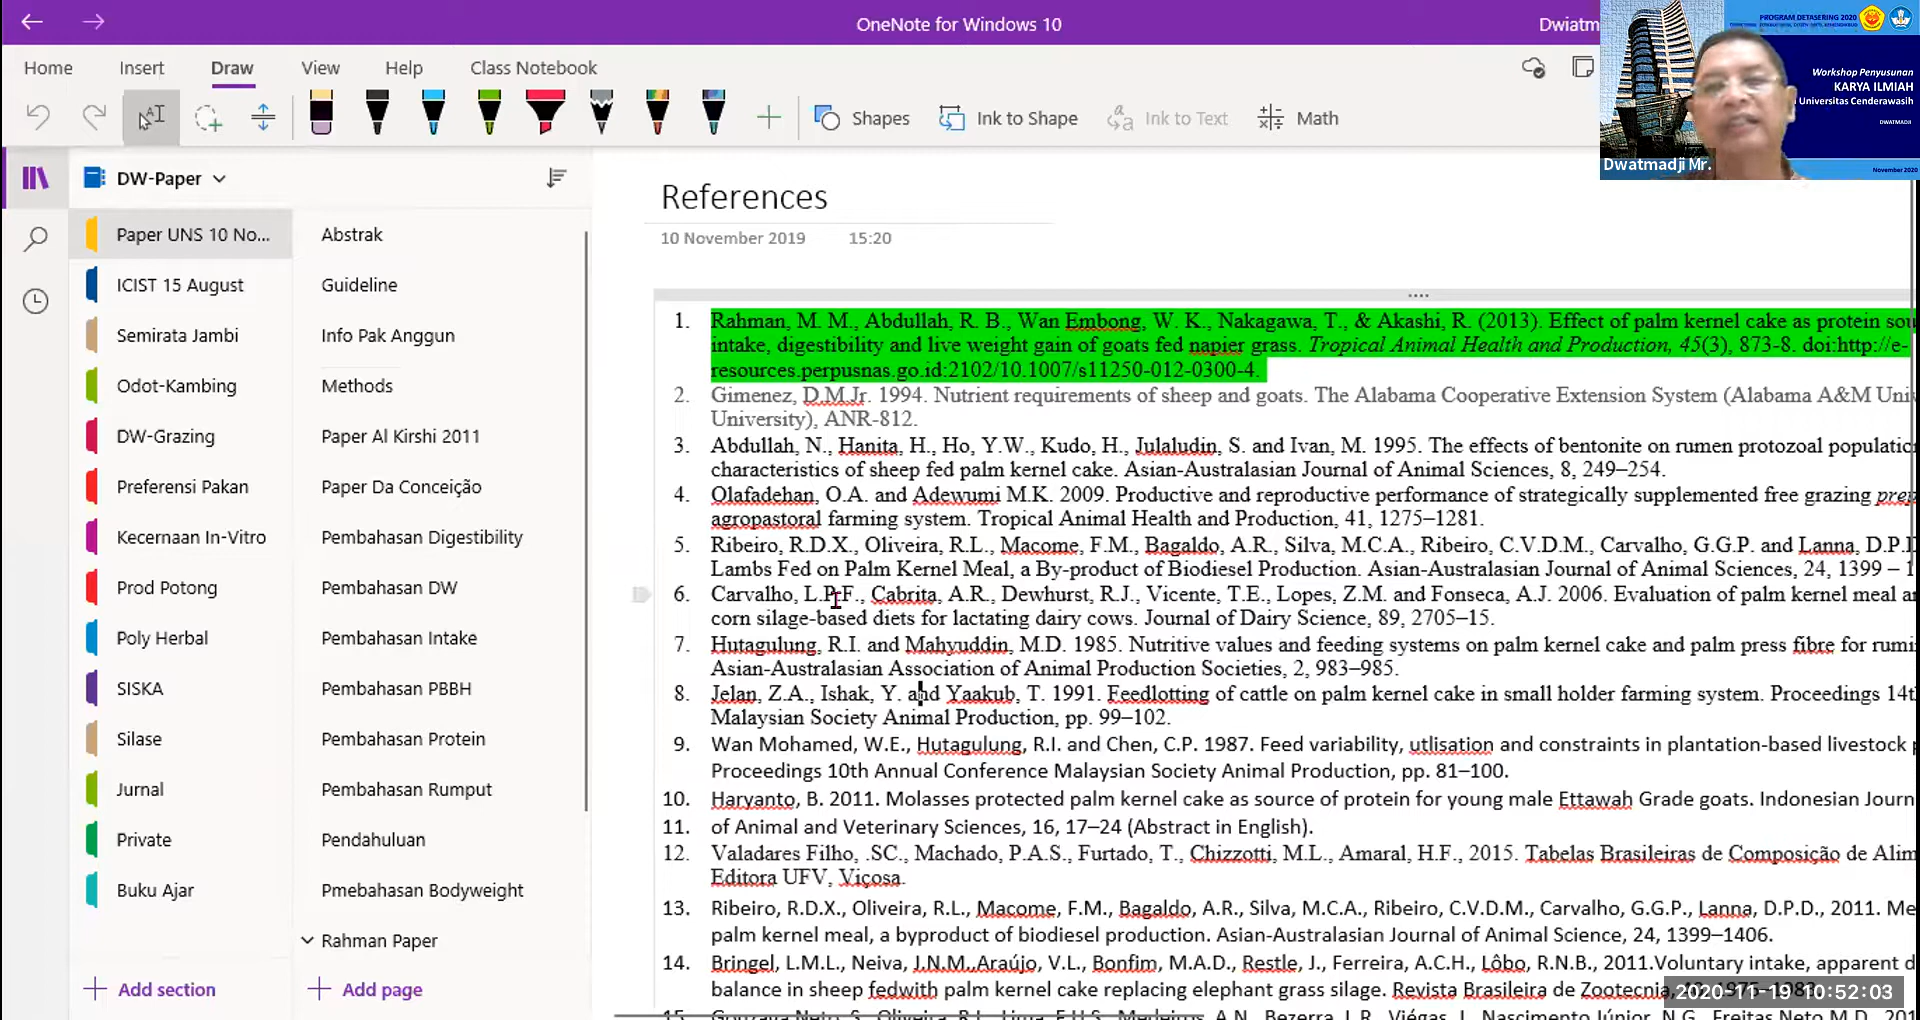 OneNote for Windows 10
Dwiatm
Home Insert Draw View Help Class Notebook
Shapes Ink to Shape Ink to Text Math
PROGRAM DETASERING 2020
Workshop Penyusunan
KARYA ILMIAH
Universitas Cenderawasih
DWATMADJI
Dwatmadji Mr.
November 2020
DW-Paper
Paper UNS 10 No...
ICIST 15 August
Semirata Jambi
Odot-Kambing
DW-Grazing
Preferensi Pakan
Kecernaan In-Vitro
Prod Potong
Poly Herbal
SISKA
Silase
Jurnal
Private
Buku Ajar
Add section
Abstrak
Guideline
Info Pak Anggun
Methods
Paper Al Kirshi 2011
Paper Da Conceição
Pembahasan Digestibility
Pembahasan DW
Pembahasan Intake
Pembahasan PBBH
Pembahasan Protein
Pembahasan Rumput
Pendahuluan
Pmebahasan Bodyweight
Rahman Paper
Add page
References
10 November 2019 15:20
1. Rahman, M. M., Abdullah, R. B., Wan Embong, W. K., Nakagawa, T., & Akashi, R. (2013). Effect of palm kernel cake as protein sou
intake, digestibility and live weight gain of goats fed napier grass. Tropical Animal Health and Production, 45(3), 873-8. doi:http://e-
resources.perpusnas.go.id:2102/10.1007/s11250-012-0300-4.
2. Gimenez, D.M.Jr. 1994. Nutrient requirements of sheep and goats. The Alabama Cooperative Extension System (Alabama A&M Uni
University), ANR-812.
3. Abdullah, N., Hanita, H., Ho, Y.W., Kudo, H., Julaludin, S. and Ivan, M. 1995. The effects of bentonite on rumen protozoal populatic
characteristics of sheep fed palm kernel cake. Asian-Australasian Journal of Animal Sciences, 8, 249–254.
4. Olafadehan, O.A. and Adewumi M.K. 2009. Productive and reproductive performance of strategically supplemented free grazing prep
agropastoral farming system. Tropical Animal Health and Production, 41, 1275–1281.
5. Ribeiro, R.D.X., Oliveira, R.L., Macome, F.M., Bagaldo, A.R., Silva, M.C.A., Ribeiro, C.V.D.M., Carvalho, G.G.P. and Lanna, D.P.D
Lambs Fed on Palm Kernel Meal, a By-product of Biodiesel Production. Asian-Australasian Journal of Animal Sciences, 24, 1399 – 1
6. Carvalho, L.P.F., Cabrita, A.R., Dewhurst, R.J., Vicente, T.E., Lopes, Z.M. and Fonseca, A.J. 2006. Evaluation of palm kernel meal a
corn silage-based diets for lactating dairy cows. Journal of Dairy Science, 89, 2705–15.
7. Hutagulung, R.I. and Mahyuddin, M.D. 1985. Nutritive values and feeding systems on palm kernel cake and palm press fibre for rumi
Asian-Australasian Association of Animal Production Societies, 2, 983–985.
8. Jelan, Z.A., Ishak, Y. and Yaakub, T. 1991. Feedlotting of cattle on palm kernel cake in small holder farming system. Proceedings 14t
Malaysian Society Animal Production, pp. 99–102.
9. Wan Mohamed, W.E., Hutagulung, R.I. and Chen, C.P. 1987. Feed variability, utlisation and constraints in plantation-based livestock p
Proceedings 10th Annual Conference Malaysian Society Animal Production, pp. 81–100.
10. Haryanto, B. 2011. Molasses protected palm kernel cake as source of protein for young male Ettawah Grade goats. Indonesian Journ
11. of Animal and Veterinary Sciences, 16, 17–24 (Abstract in English).
12. Valadares Filho, .SC., Machado, P.A.S., Furtado, T., Chizzotti, M.L., Amaral, H.F., 2015. Tabelas Brasileiras de Composição de Alim
Editora UFV, Viçosa.
13. Ribeiro, R.D.X., Oliveira, R.L., Macome, F.M., Bagaldo, A.R., Silva, M.C.A., Ribeiro, C.V.D.M., Carvalho, G.G.P., Lanna, D.P.D., 2011. Me
palm kernel meal, a byproduct of biodiesel production. Asian-Australasian Journal of Animal Science, 24, 1399–1406.
14. Bringel, L.M.L., Neiva, J.N.M.,Araújo, V.L., Bonfim, M.A.D., Restle, J., Ferreira, A.C.H., Lôbo, R.N.B., 2011.Voluntary intake, apparent d
balance in sheep fedwith palm kernel cake replacing elephant grass silage. Revista Brasileira de Zootecnia,
2020-11-19 10:52:03